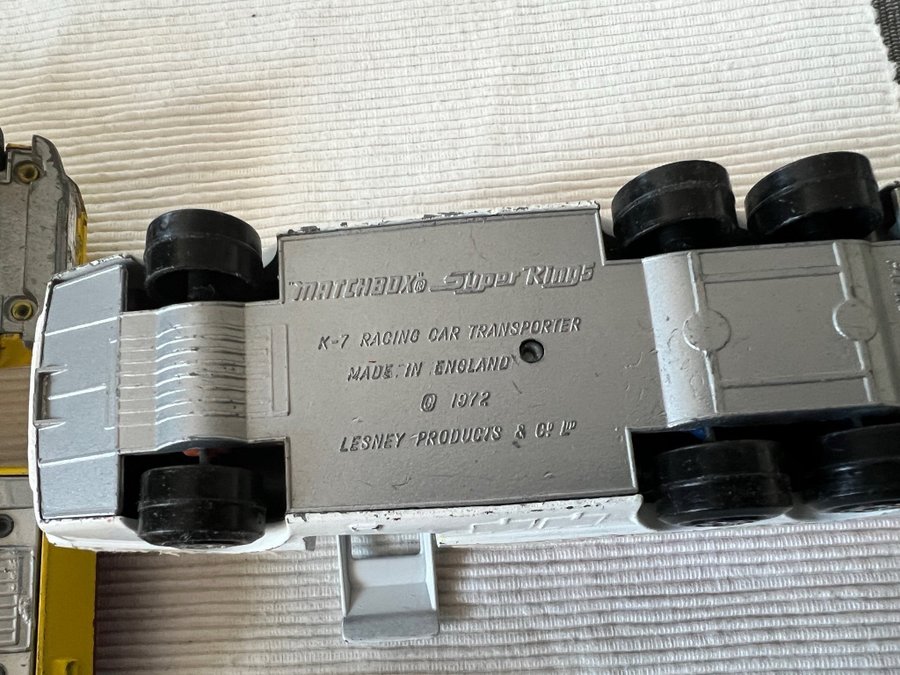 "MATCHBOX"® Super Kings
K-7 RACING CAR TRANSPORTER
MADE IN ENGLAND
© 1972
LESNEY PRODUCTS & Cº Lᵀᴰ